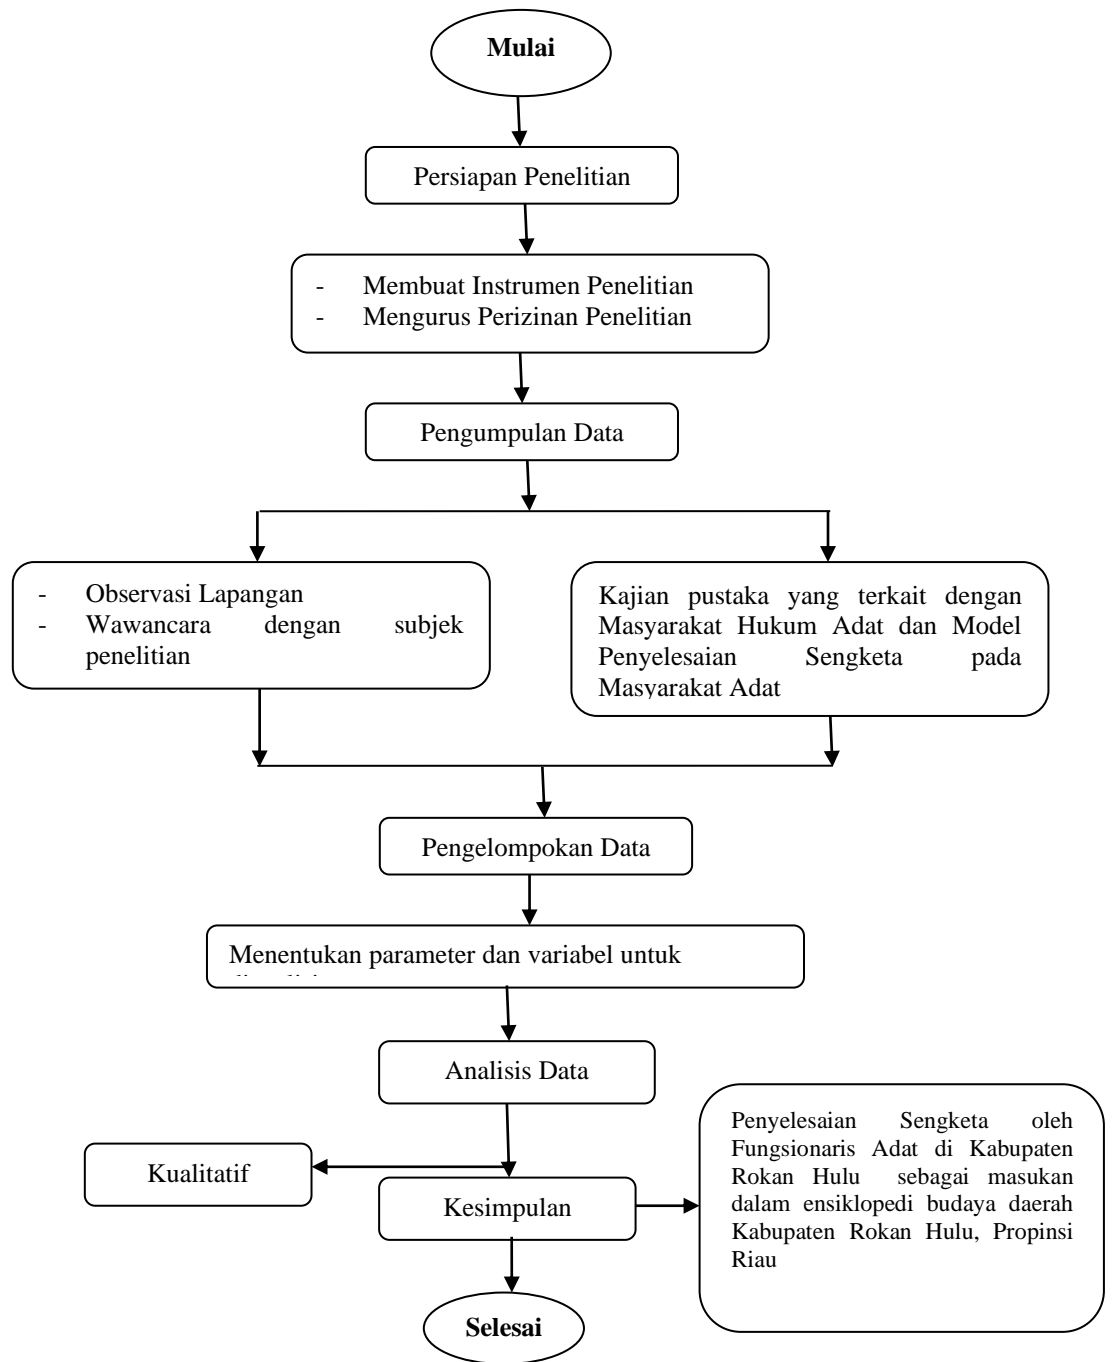 Mulai
Persiapan Penelitian
- Membuat Instrumen Penelitian
- Mengurus Perizinan Penelitian
Pengumpulan Data
- Observasi Lapangan
- Wawancara dengan subjek
penelitian
Kajian pustaka yang terkait dengan
Masyarakat Hukum Adat dan Model
Penyelesaian Sengketa pada
Masyarakat Adat
Pengelompokan Data
Menentukan parameter dan variabel untuk
Analisis Data
Kualitatif
Kesimpulan
Penyelesaian Sengketa oleh
Fungsionaris Adat di Kabupaten
Rokan Hulu sebagai masukan
dalam ensiklopedi budaya daerah
Kabupaten Rokan Hulu, Propinsi
Riau
Selesai